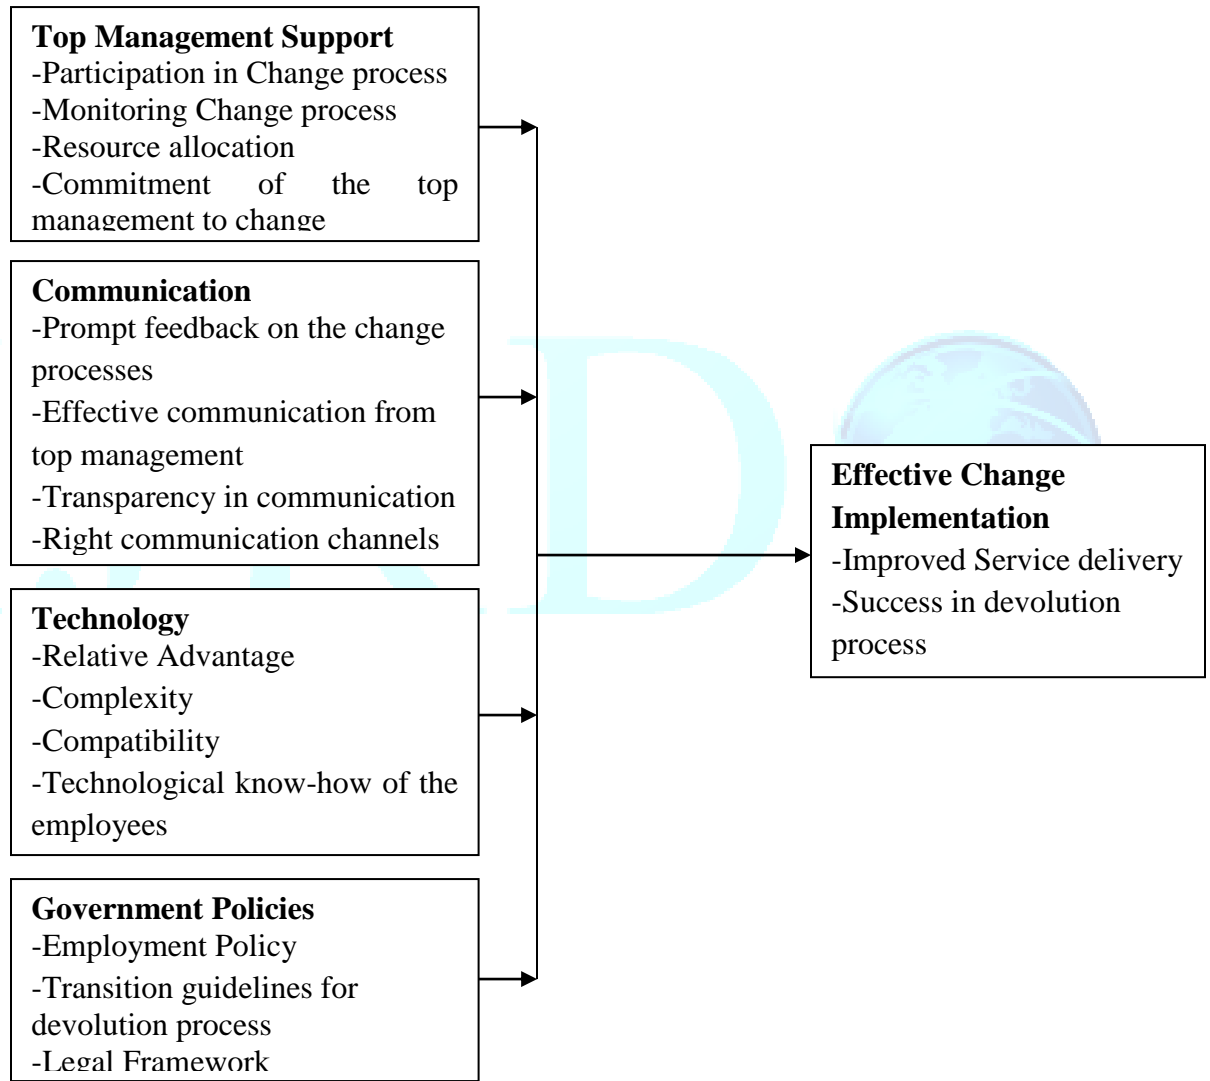 Top Management Support
-Participation in Change process
-Monitoring Change process
-Resource allocation
-Commitment of the top
management to change
Communication
-Prompt feedback on the change
processes
-Effective communication from
top management
-Transparency in communication
-Right communication channels
Technology
-Relative Advantage
-Complexity
-Compatibility
-Technological know-how of the
employees
Government Policies
-Employment Policy
-Transition guidelines for
devolution process
-Legal Framework
Effective Change
Implementation
-Improved Service delivery
-Success in devolution
process